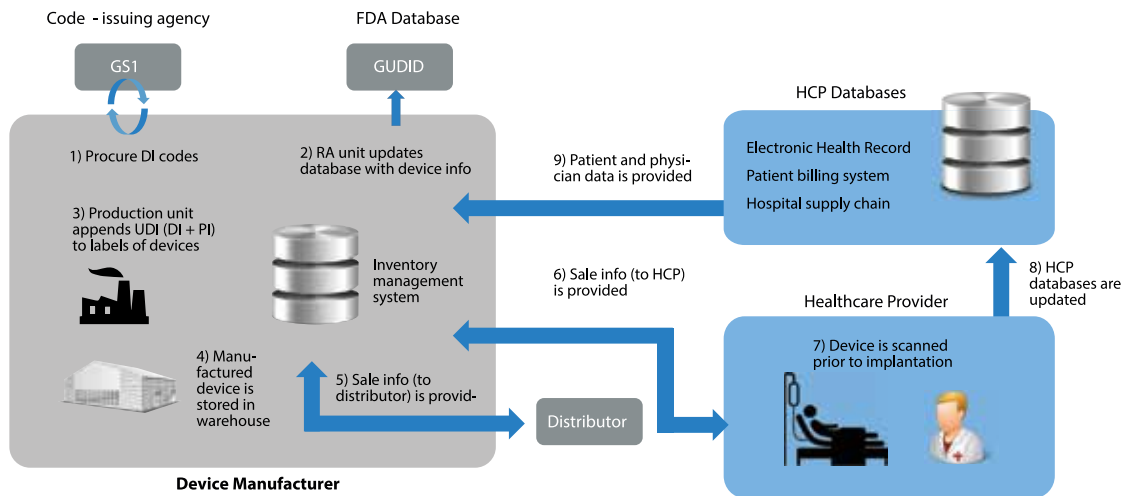 Code - issuing agency
GS1
FDA Database
GUDID
1) Procure DI codes
2) RA unit updates
database with device info
3) Production unit
appends UDI (DI + PI)
to labels of devices
Inventory
management
system
4) Manu-
factured
device is
stored in
warehouse
5) Sale info (to
distributor) is provid-
Device Manufacturer
Distributor
6) Sale info (to HCP)
is provided
9) Patient and physi-
cian data is provided
HCP Databases
Electronic Health Record
Patient billing system
Hospital supply chain
8) HCP
databases are
updated
Healthcare Provider
7) Device is scanned
prior to implantation